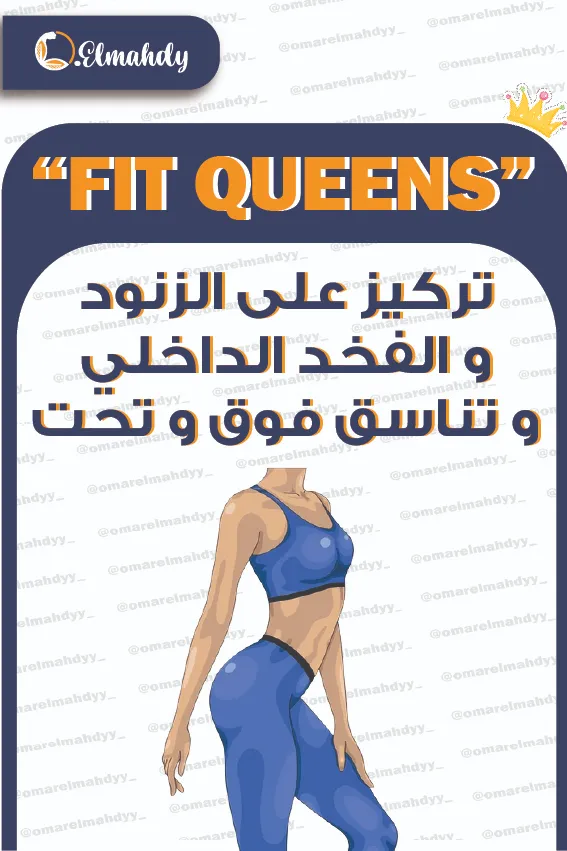 O.Elmahdy
"FIT QUEENS"
تركيز على الزنود
و الفخد الداخلي
و تناسق فوق و تحت
@omarelmahdyy_